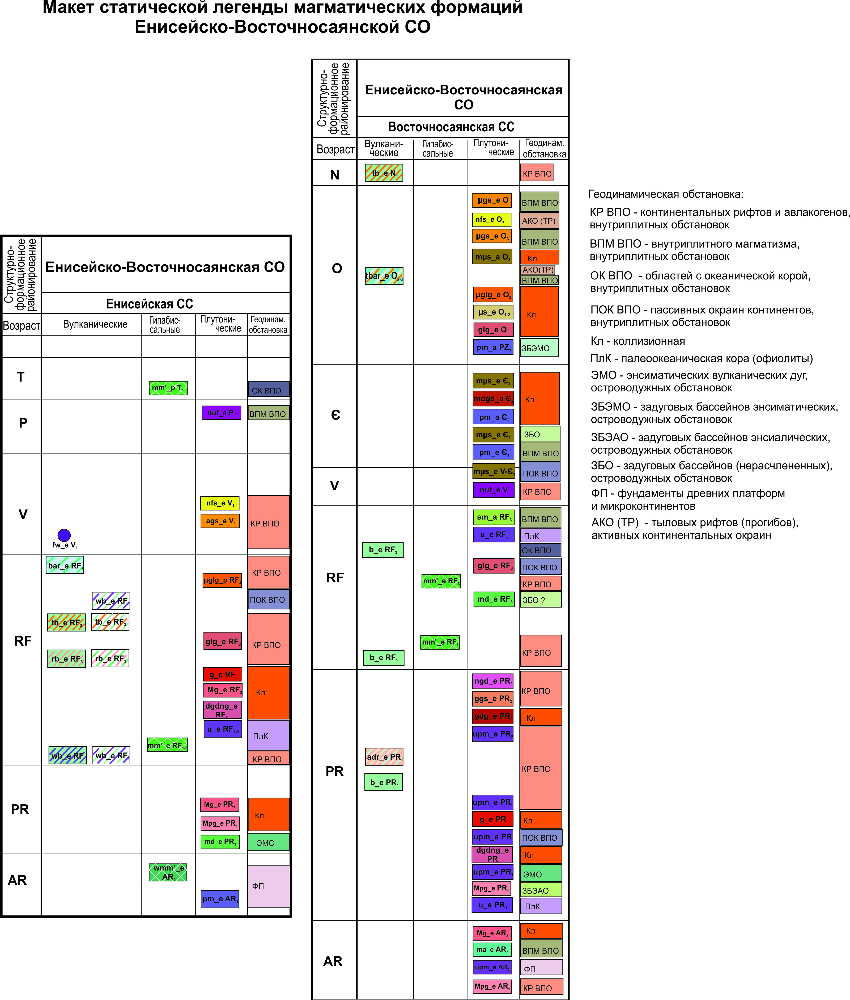 Макет статической легенды магматических формаций
Енисейско-Восточносаянской СО
Структурно-
формационное
районирование
Енисейско-Восточносаянская СО
Енисейская СС
Возраст
Вулканические
Гипабис-
сальные
Плутони-
ческие
Геодинам.
обстановка
T
mm'_p T1
ОК ВПО
P
nuf_e P2
ВПМ ВПО
V
nfs_e V1
ags_e V1
КР ВПО
fw_e V1
RF
bar_e RF3
КР ВПО
µglg_p RF3
wb_e RF1
ПОК ВПО
tb_e RF3
tb_e RF3
glg_e RF3
КР ВПО
rb_e RF3
rb_e RF3
g_e RF3
Mg_e RF3
Кл
dgdng_e
RF3
u_e RF1-2
ПлК
mm'_e RF1-2
wb_e RF1
wb_e RF1
КР ВПО
PR
Mg_e PR1
Кл
Mpg_e PR1
md_e PR1
ЭМО
AR
wmm'_e
AR2
ФП
pm_e AR1
Структурно-
формационное
районирование
Енисейско-Восточносаянская
СО
Восточносаянская СС
Возраст
Вулкани-
ческие
Гипабис-
сальные
Плутони-
ческие
Геодинам.
обстановка
N
tb_e N1
КР ВПО
O
µgs_e O
ВПМ ВПО
nfs_e O3
АКО (ТР)
µgs_e O3
ВПМ ВПО
mµs_a O3
Кл
АКО(ТР)
tbar_e O2-3
ВПМ ВПО
µglg_e O2
µs_e O1-2
Кл
glg_e O
pm_a PZ1
ЗБЭМО
Є
mµs_e Є2
mdgd_a Є2
Кл
pm_a Є2
mµs_e Є1
ЗБО
pm_e Є1
ВПМ ВПО
V
mµs_e V-Є1
ПОК ВПО
nuf_e V
КР ВПО
RF
sm_a RF3
ВПМ ВПО
u_e RF3
ПлК
b_e RF3
ОК ВПО
glg_e RF3
ПОК ВПО
mm'_e RF3
КР ВПО
md_e RF3
ЗБО ?
mm'_e RF1
КР ВПО
b_e RF1
PR
ngd_e PR2
КР ВПО
ggs_e PR2
gdg_e PR2
Кл
upm_e PR2
adr_e PR1
КР ВПО
b_e PR1
upm_e PR1
g_e PR
Кл
upm_e PR
ПОК ВПО
dgdng_e
PR
Кл
upm_e PR1
ЭМО
Mpg_e PR1
ЗБЭАО
u_e PR1
ПлК
AR
Mg_e AR2
Кл
ma_e AR2
ВПМ ВПО
upm_e AR2
ФП
Mpg_e AR1
КР ВПО
Геодинамическая обстановка:
КР ВПО - континентальных рифтов и авлакогенов,
внутриплитных обстановок
ВПМ ВПО - внутриплитного магматизма,
внутриплитных обстановок
ОК ВПО - областей с океанической корой,
внутриплитных обстановок
ПОК ВПО - пассивных окраин континентов,
внутриплитных обстановок
Кл - коллизионная
ПлК - палеоокеаническая кора (офиолиты)
ЭМО - энсиматических вулканических дуг,
островодужных обстановок
ЗБЭМО - задуговых бассейнов энсиматических,
островодужных обстановок
ЗБЭАО - задуговых бассейнов энсиалических,
островодужных обстановок
ЗБО - задуговых бассейнов (нерасчлененных),
островодужных обстановок
ФП - фундаменты древних платформ
и микроконтинентов
АКО (ТР) - тыловых рифтов (прогибов),
активных континентальных окраин